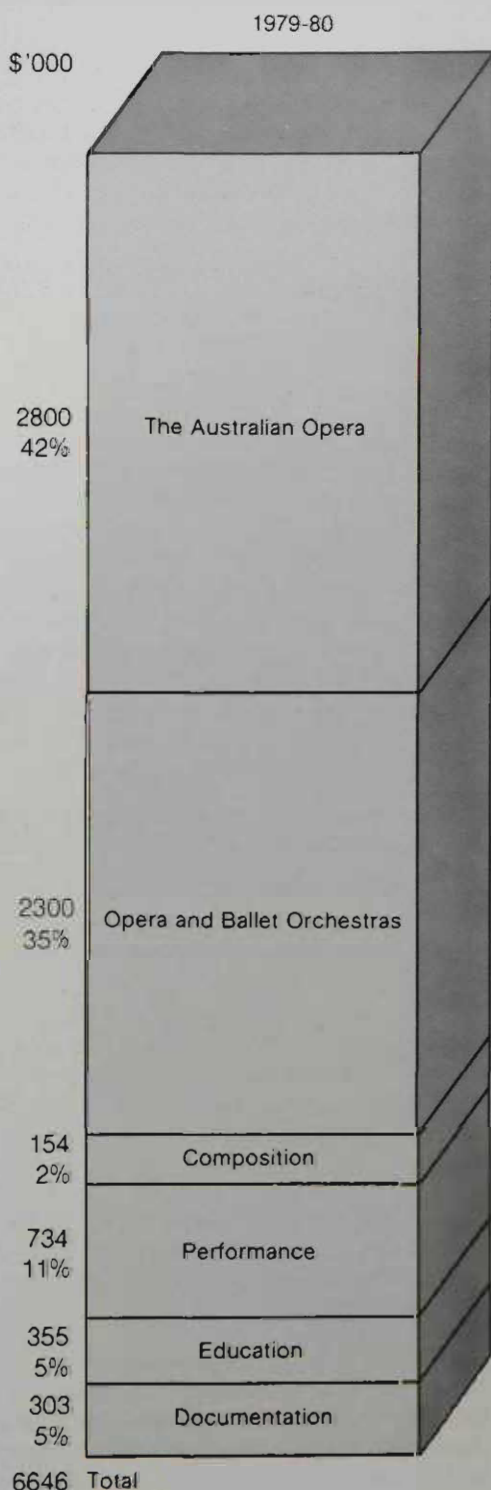 1979-80
$'000
2800
42%
The Australian Opera
2300
35%
Opera and Ballet Orchestras
154
2%
Composition
734
11%
Performance
355
5%
Education
303
5%
Documentation
6646 Total